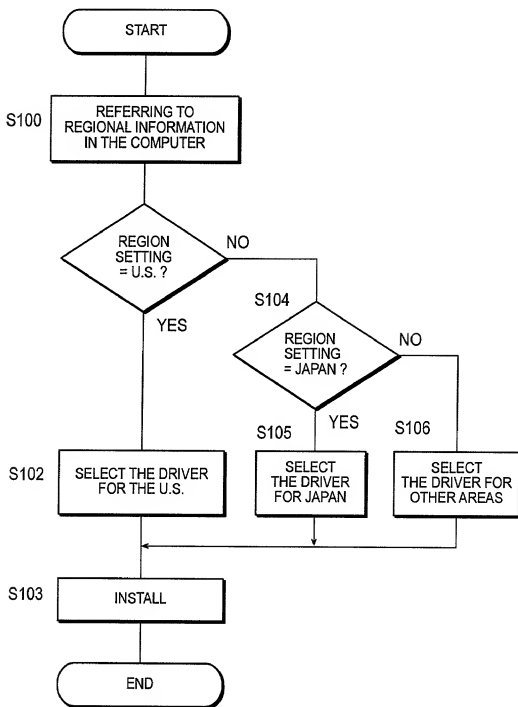 START
S100
REFERRING TO
REGIONAL INFORMATION
IN THE COMPUTER
REGION
SETTING
= U.S. ?
NO
YES
S104
REGION
SETTING
= JAPAN ?
NO
YES
S102
SELECT THE DRIVER
FOR THE U.S.
S105
SELECT
THE DRIVER
FOR JAPAN
S106
SELECT
THE DRIVER FOR
OTHER AREAS
S103
INSTALL
END